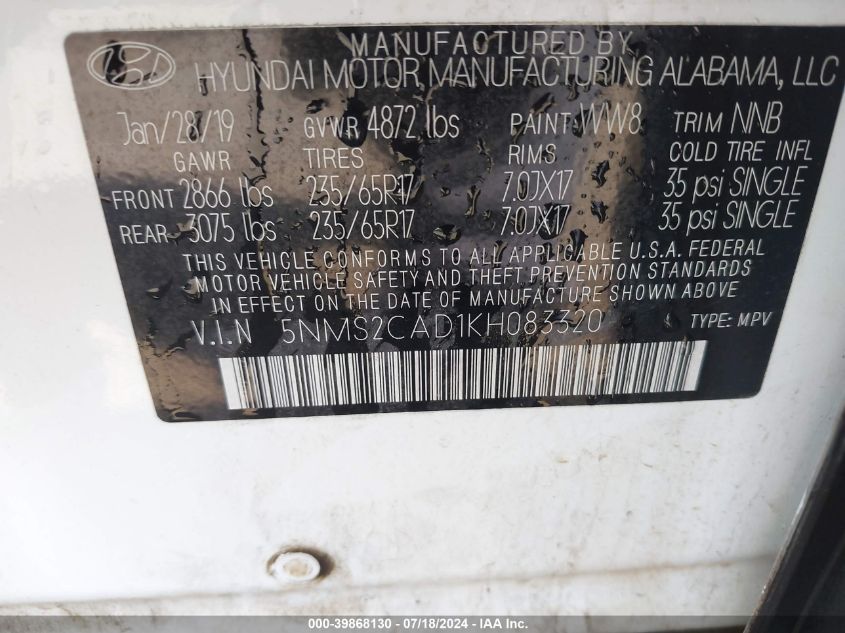 MANUFACTURED BY
HYUNDAI MOTOR MANUFACTURING ALABAMA, LLC
Jan/28/19 GVWR 4872 lbs PAINT WW8 TRIM NNB
GAWR TIRES RIMS COLD TIRE INFL
FRONT 2866 lbs 235/65R17 7.0JX17 35 psi SINGLE
REAR 3075 lbs 235/65R17 7.0JX17 35 psi SINGLE
THIS VEHICLE CONFORMS TO ALL APPLICABLE U.S.A. FEDERAL
MOTOR VEHICLE SAFETY AND THEFT PREVENTION STANDARDS
IN EFFECT ON THE DATE OF MANUFACTURE SHOWN ABOVE
V.I.N 5NMS2CAD1KH083320 TYPE: MPV
000-39868130 - 07/18/2024 - IAA Inc.